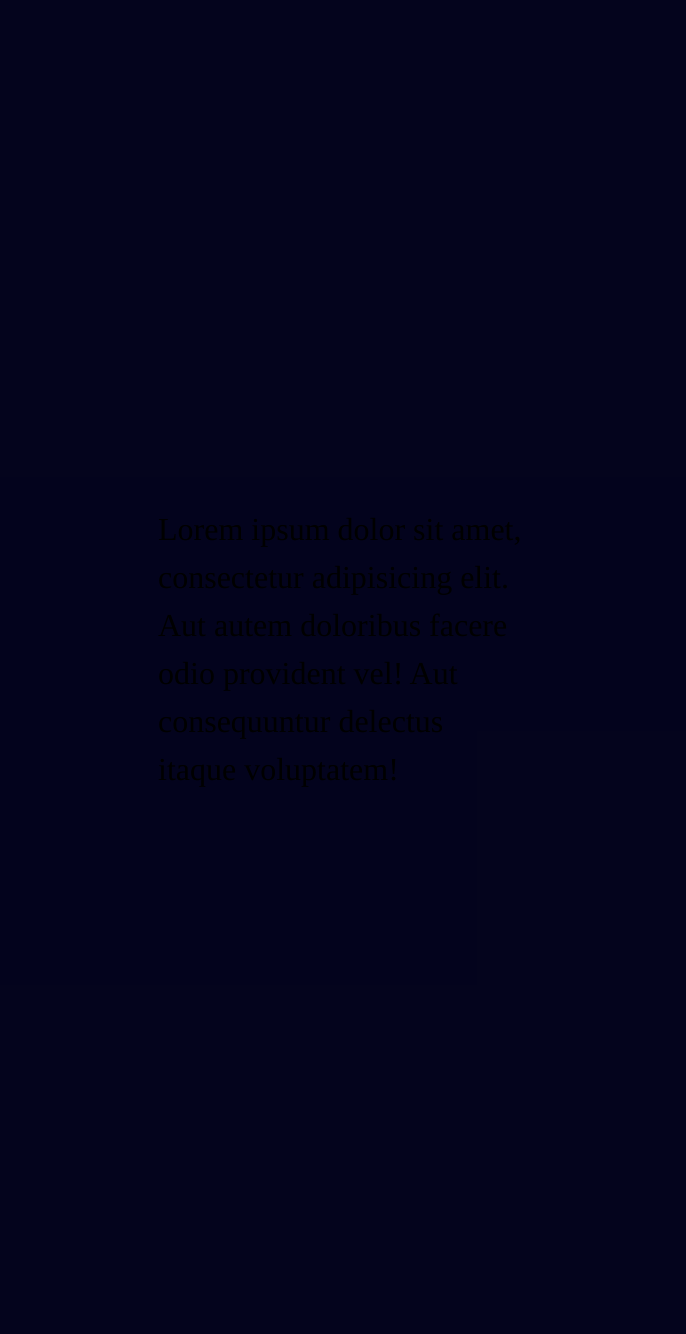 Lorem ipsum dolor sit amet,
consectetur adipisicing elit.
Aut autem doloribus facere
odio provident vel! Aut
consequuntur delectus
itaque voluptatem!